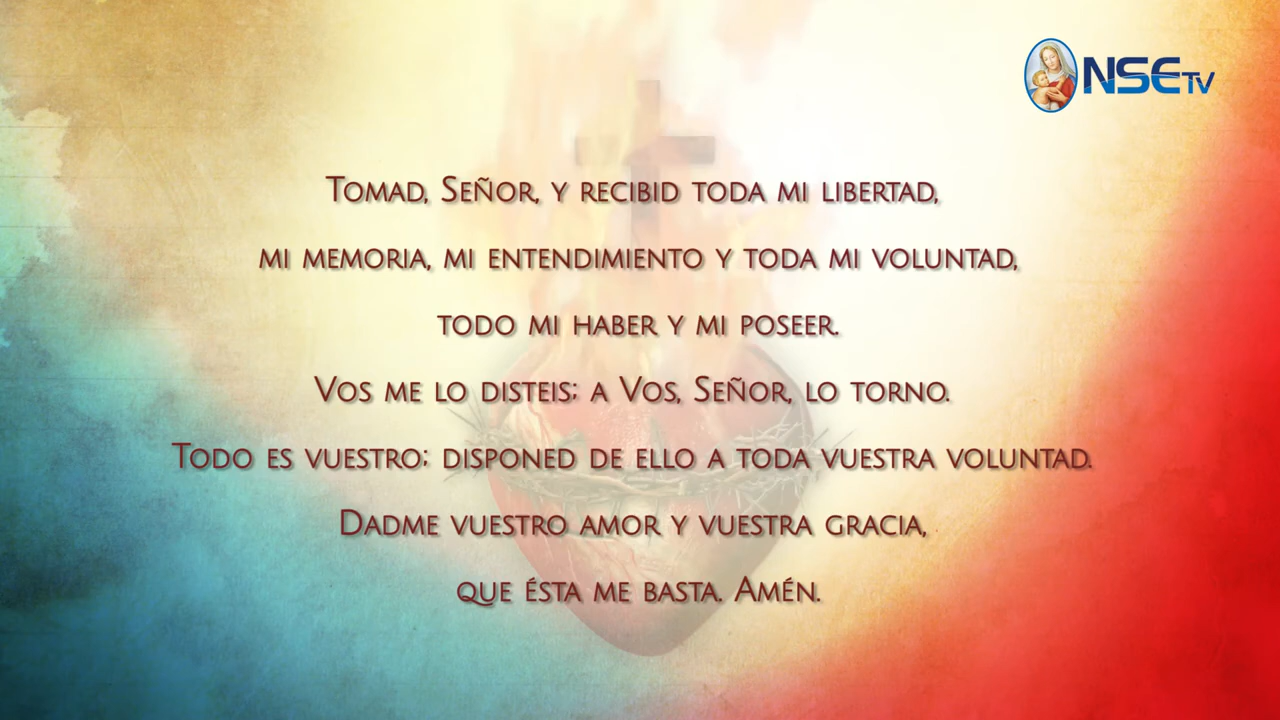 NSETV
Tomad, Señor, y recibid toda mi libertad,
mi memoria, mi entendimiento y toda mi voluntad,
todo mi haber y mi poseer.
Vos me lo disteis; a Vos, Señor, lo torno.
Todo es vuestro; disponed de ello a toda vuestra voluntad.
Dadme vuestro amor y vuestra gracia,
que ésta me basta. Amén.